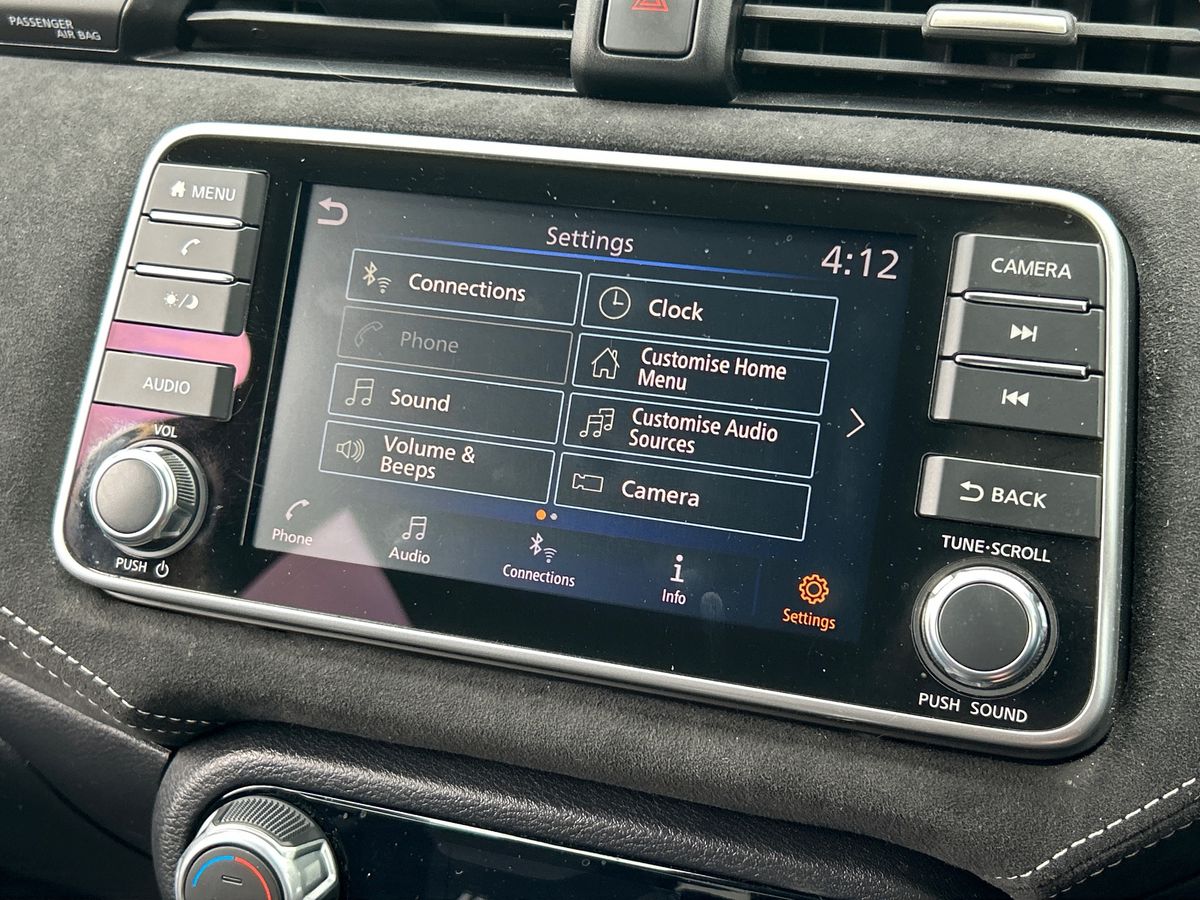 PASSENGER
AIR BAG
MENU
AUDIO
VOL
PUSH
Settings
4:12
Connections
Clock
Phone
Customise Home
Menu
Sound
Customise Audio
Sources
Volume &
Beeps
Camera
Phone
Audio
Connections
Info
Settings
CAMERA
BACK
TUNE·SCROLL
PUSH SOUND